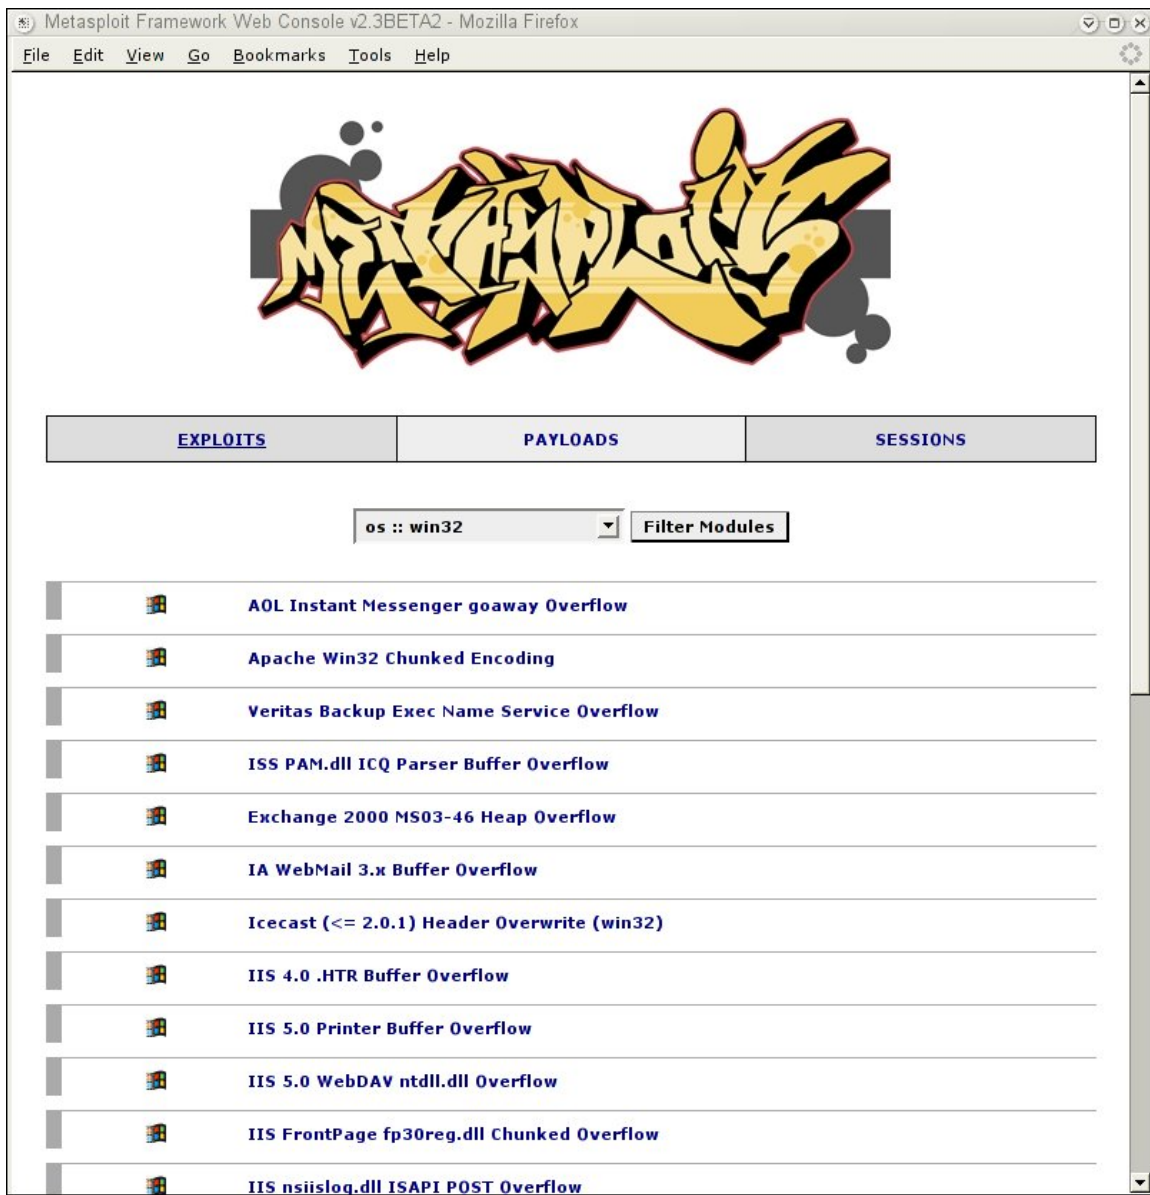 Metasploit Framework Web Console v2.3BETA2 - Mozilla Firefox
File Edit View Go Bookmarks Tools Help
METASPLOIT
EXPLOITS PAYLOADS SESSIONS
os :: win32 Filter Modules
AOL Instant Messenger goaway Overflow
Apache Win32 Chunked Encoding
Veritas Backup Exec Name Service Overflow
ISS PAM.dll ICQ Parser Buffer Overflow
Exchange 2000 MS03-46 Heap Overflow
IA WebMail 3.x Buffer Overflow
Icecast (<= 2.0.1) Header Overwrite (win32)
IIS 4.0 .HTR Buffer Overflow
IIS 5.0 Printer Buffer Overflow
IIS 5.0 WebDAV ntdll.dll Overflow
IIS FrontPage fp30reg.dll Chunked Overflow
IIS nsiislog.dll ISAPI POST Overflow